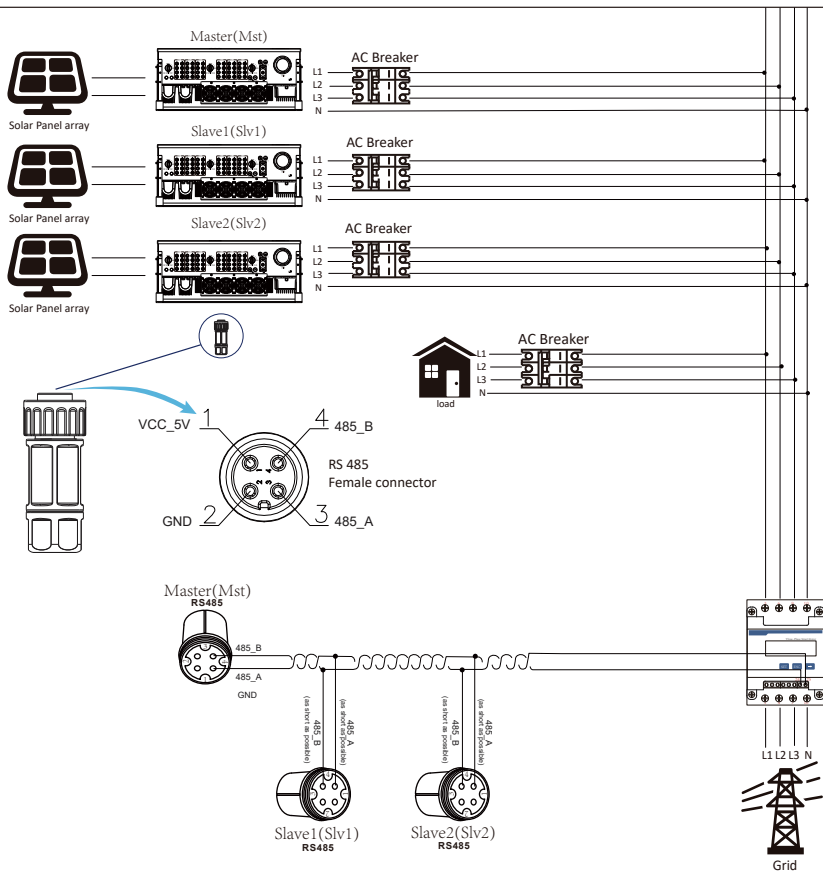 Master(Mst)
AC Breaker
L1
L2
L3
N
Solar Panel array
Slave1(Slv1)
AC Breaker
L1
L2
L3
N
Solar Panel array
Slave2(Slv2)
AC Breaker
L1
L2
L3
N
Solar Panel array
AC Breaker
L1
L2
L3
N
load
VCC_5V
1
4
485_B
1
4
2
3
RS 485
Female connector
GND
2
3
485_A
Master(Mst)
RS485
485_B
485_A
GND
485_B
(as short as possible)
485_A
(as short as possible)
485_B
(as short as possible)
485_A
(as short as possible)
Slave1(Slv1)
RS485
Slave2(Slv2)
RS485
L1 L2 L3 N
Grid